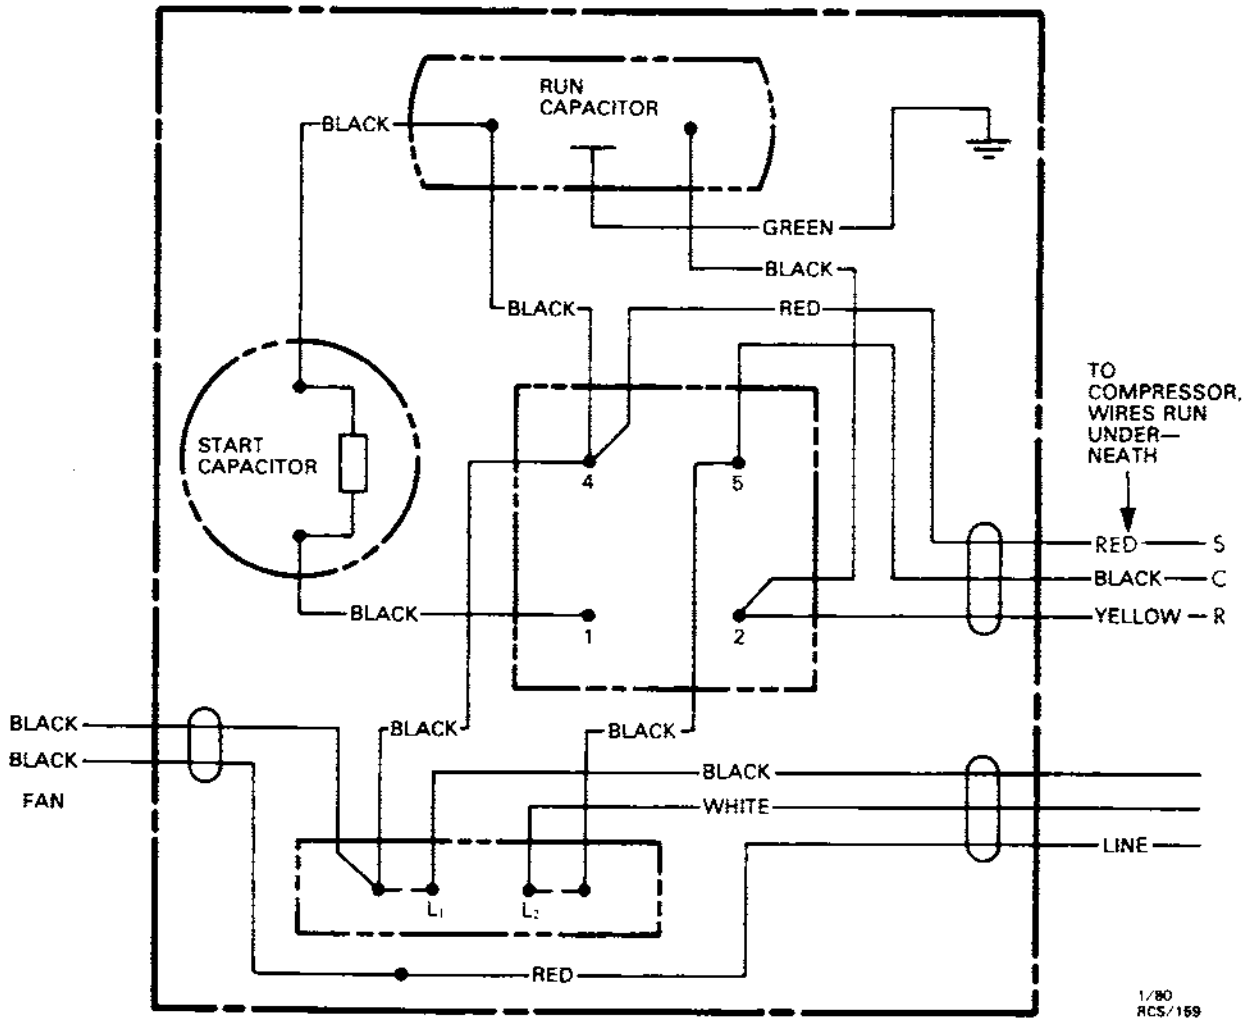 RUN
CAPACITOR
BLACK
GREEN
BLACK
BLACK
RED
TO
COMPRESSOR,
WIRES RUN
UNDER—
NEATH
START
CAPACITOR
4
5
RED S
BLACK C
BLACK
1
2
YELLOW R
BLACK
BLACK
BLACK
BLACK
FAN
BLACK
WHITE
LINE
L1
L2
RED
1/80
RCS/159